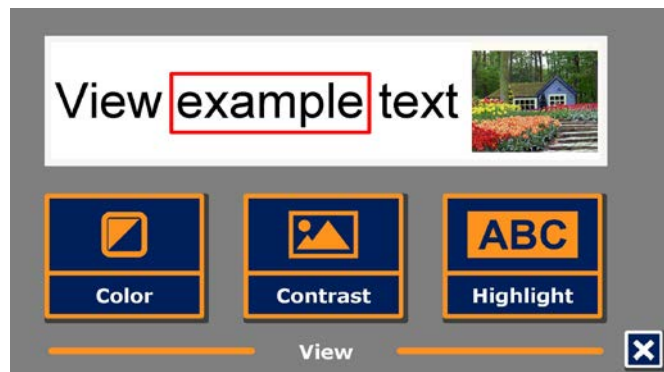 View example text
ABC
Color Contrast Highlight
View